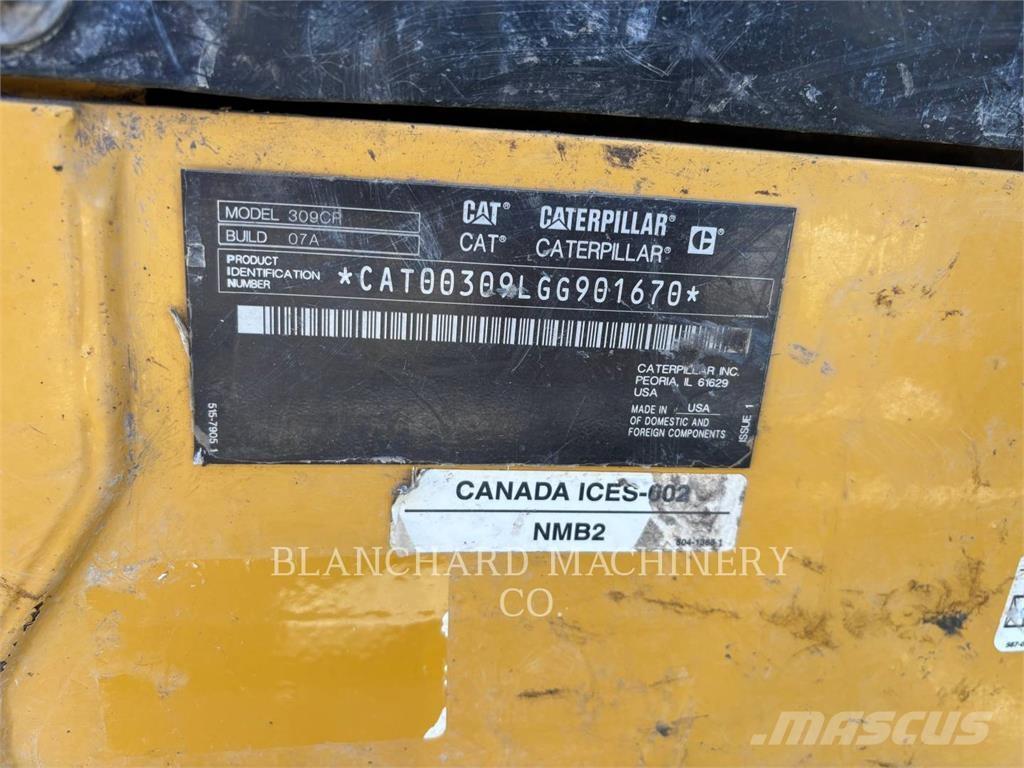 MODEL 309CR
BUILD 07A
CAT® CATERPILLAR®
CAT® CATERPILLAR®
PRODUCT IDENTIFICATION NUMBER
*CAT00309LGG901670*
CATERPILLAR INC.
PEORIA, IL 61629
USA
MADE IN USA
OF DOMESTIC AND
FOREIGN COMPONENTS
ISSUE 1
515-7905 1
CANADA ICES-002
NMB2
BLANCHARD MACHINERY
CO.
MASCUS